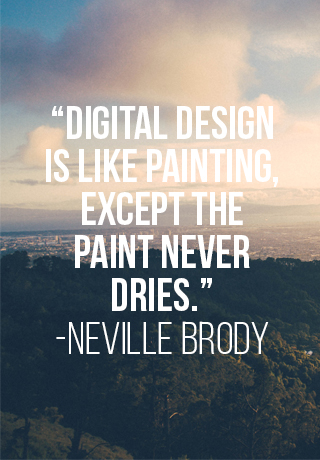 “DIGITAL DESIGN
IS LIKE PAINTING,
EXCEPT THE
PAINT NEVER
DRIES.”
-NEVILLE BRODY